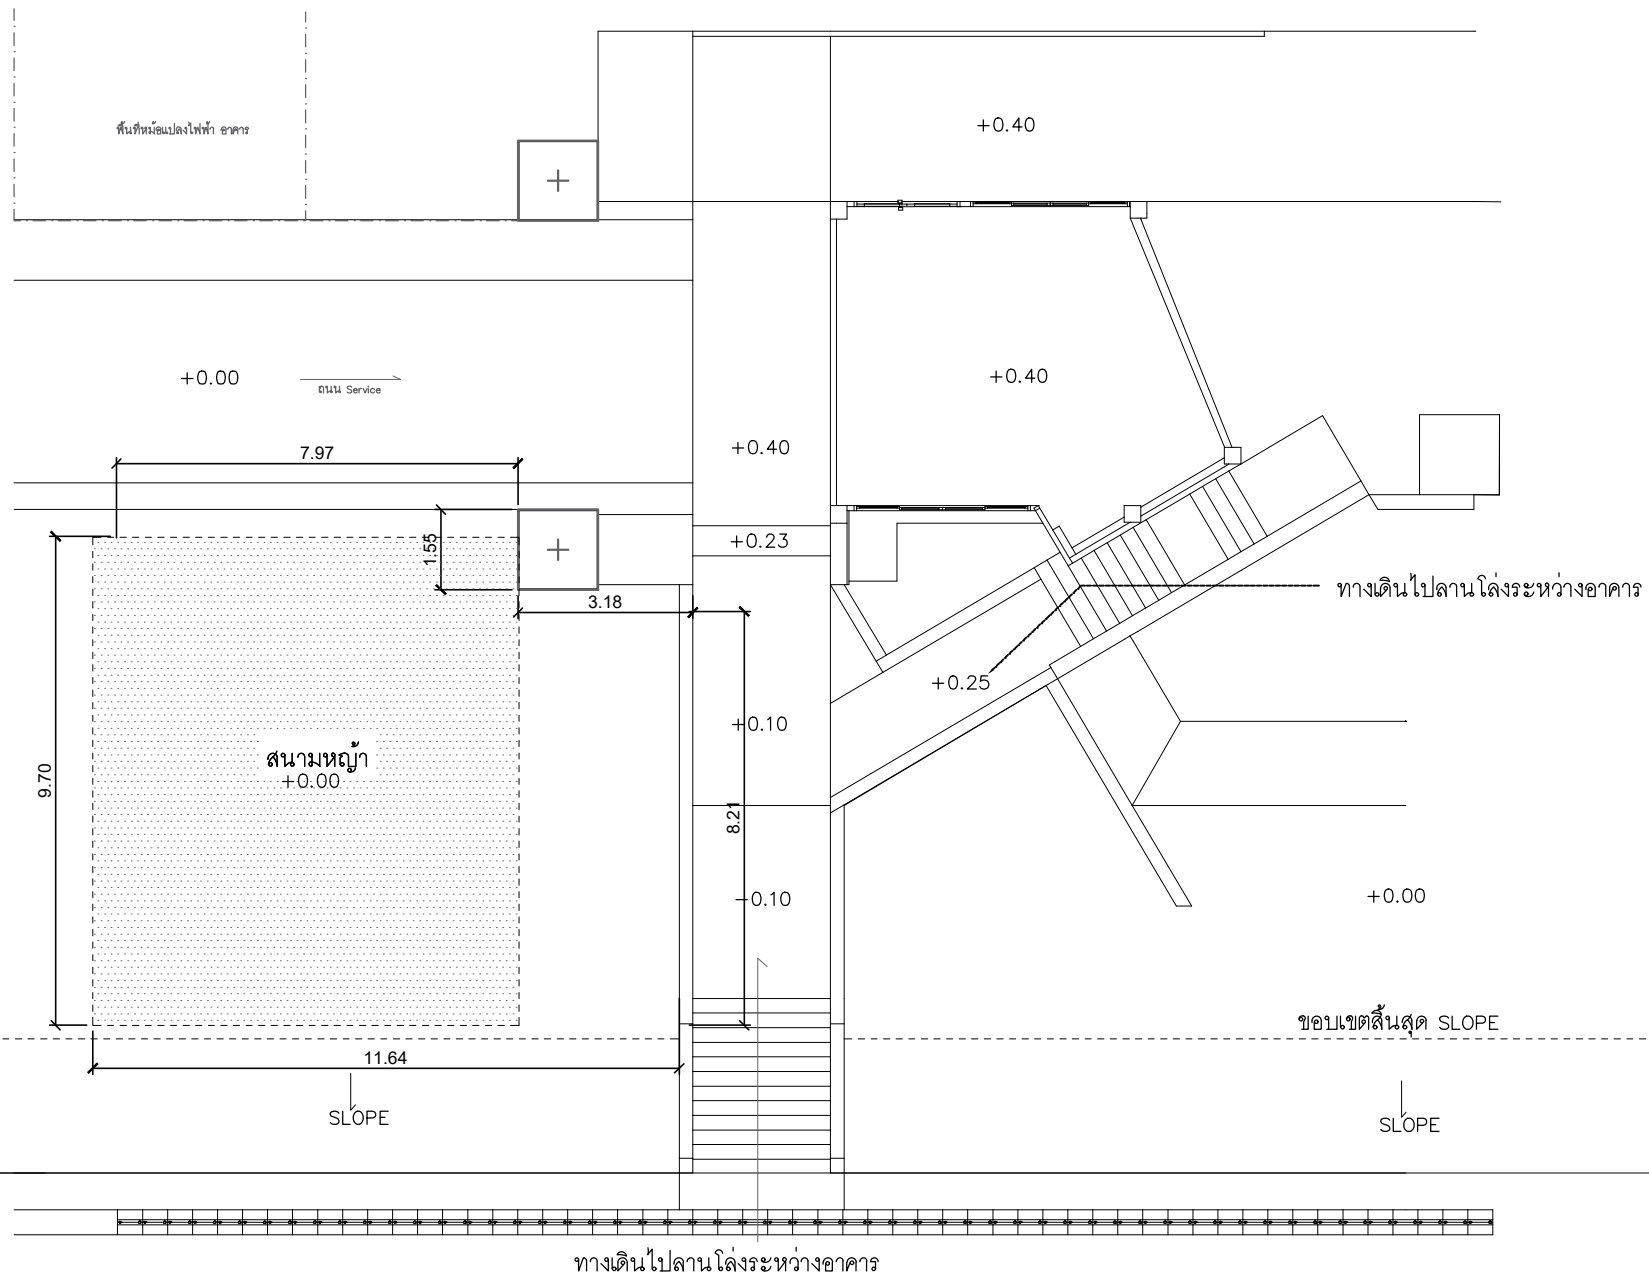 พื้นที่หม้อแปลงไฟฟ้า อาคาร
+0.40
+0.00
ถนน Service
+0.40
+0.40
7.97
1.55
+0.23
3.18
ทางเดินไปลานโล่งระหว่างอาคาร
+0.25
+0.10
9.70
สนามหญ้า
+0.00
8.21
-0.10
+0.00
ขอบเขตสิ้นสุด SLOPE
11.64
SLOPE
SLOPE
ทางเดินไปลานโล่งระหว่างอาคาร